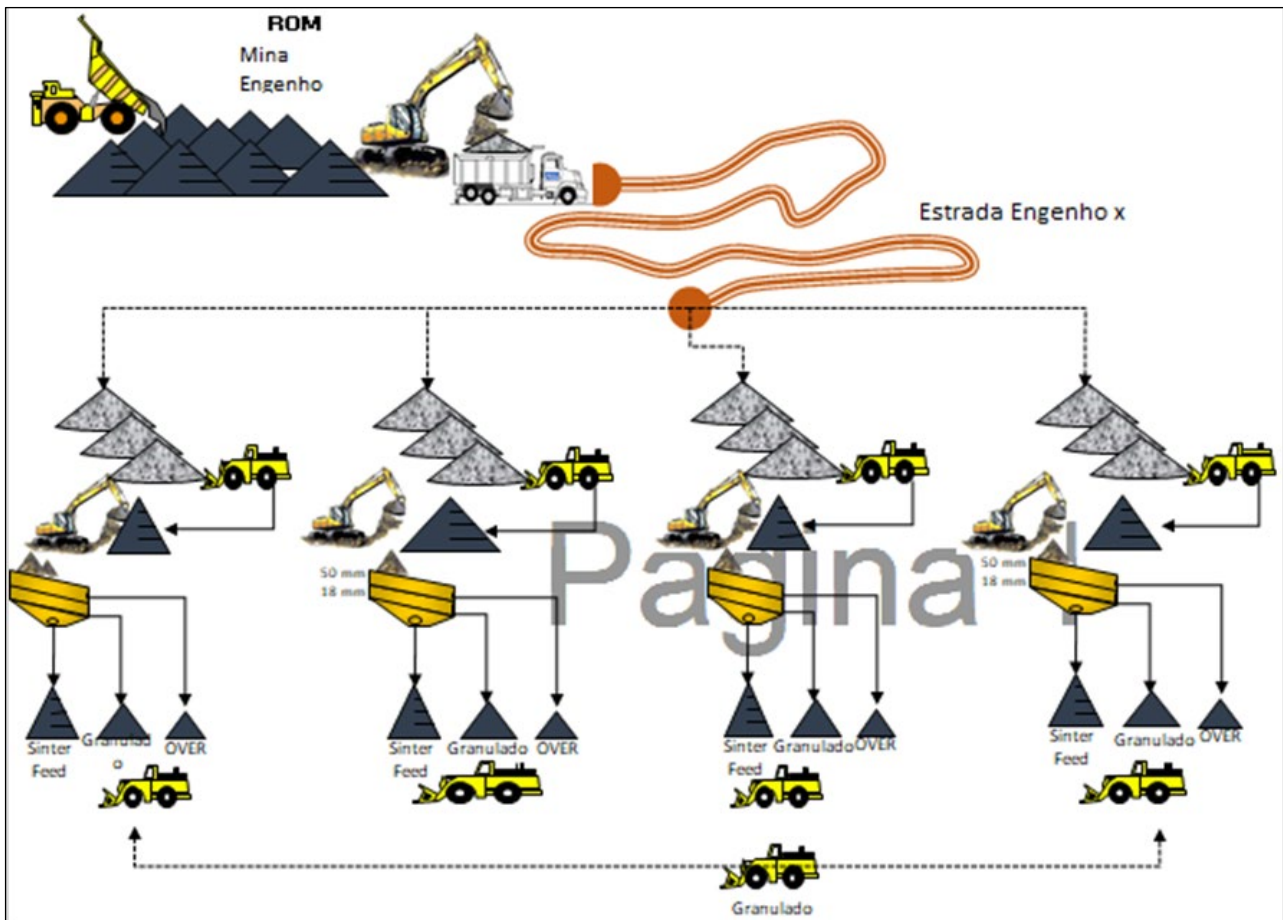 ROM
Mina
Engenho
Estrada Engenho x
Pagina 1
50 mm
18 mm
50 mm
18 mm
Sinter
Feed
Granulad
o
OVER
Sinter
Feed
Granulado
OVER
Sinter
Feed
Granulado
OVER
Sinter
Feed
Granulado
OVER
Granulado